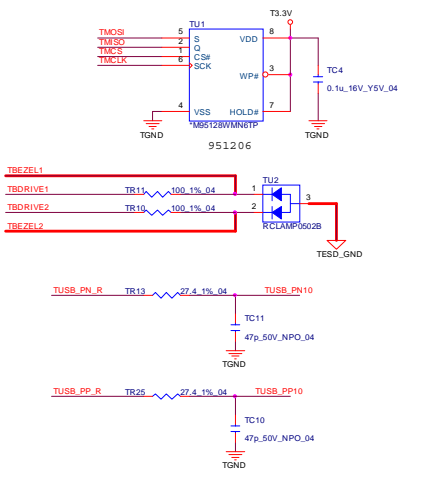 T3.3V
TU1
TMOSI 5 S VDD 8
TMISO 2 Q
TMCS 1 CS#
TMCLK 6 SCK
WP# 3
TC4
0.1u_16V_Y5V_04
4 VSS HOLD# 7
*M95128WMN6TP
TGND
TGND
951206
TBEZEL1
TU2
TBDRIVE1 TR11 100_1%_04 1
3
TBDRIVE2 TR10 100_1%_04 2
TBEZEL2
RCLAMP0502B
TESD_GND
TUSB_PN_R TR13 27.4_1%_04 TUSB_PN10
TC11
47p_50V_NPO_04
TGND
TUSB_PP_R TR25 27.4_1%_04 TUSB_PP10
TC10
47p_50V_NPO_04
TGND